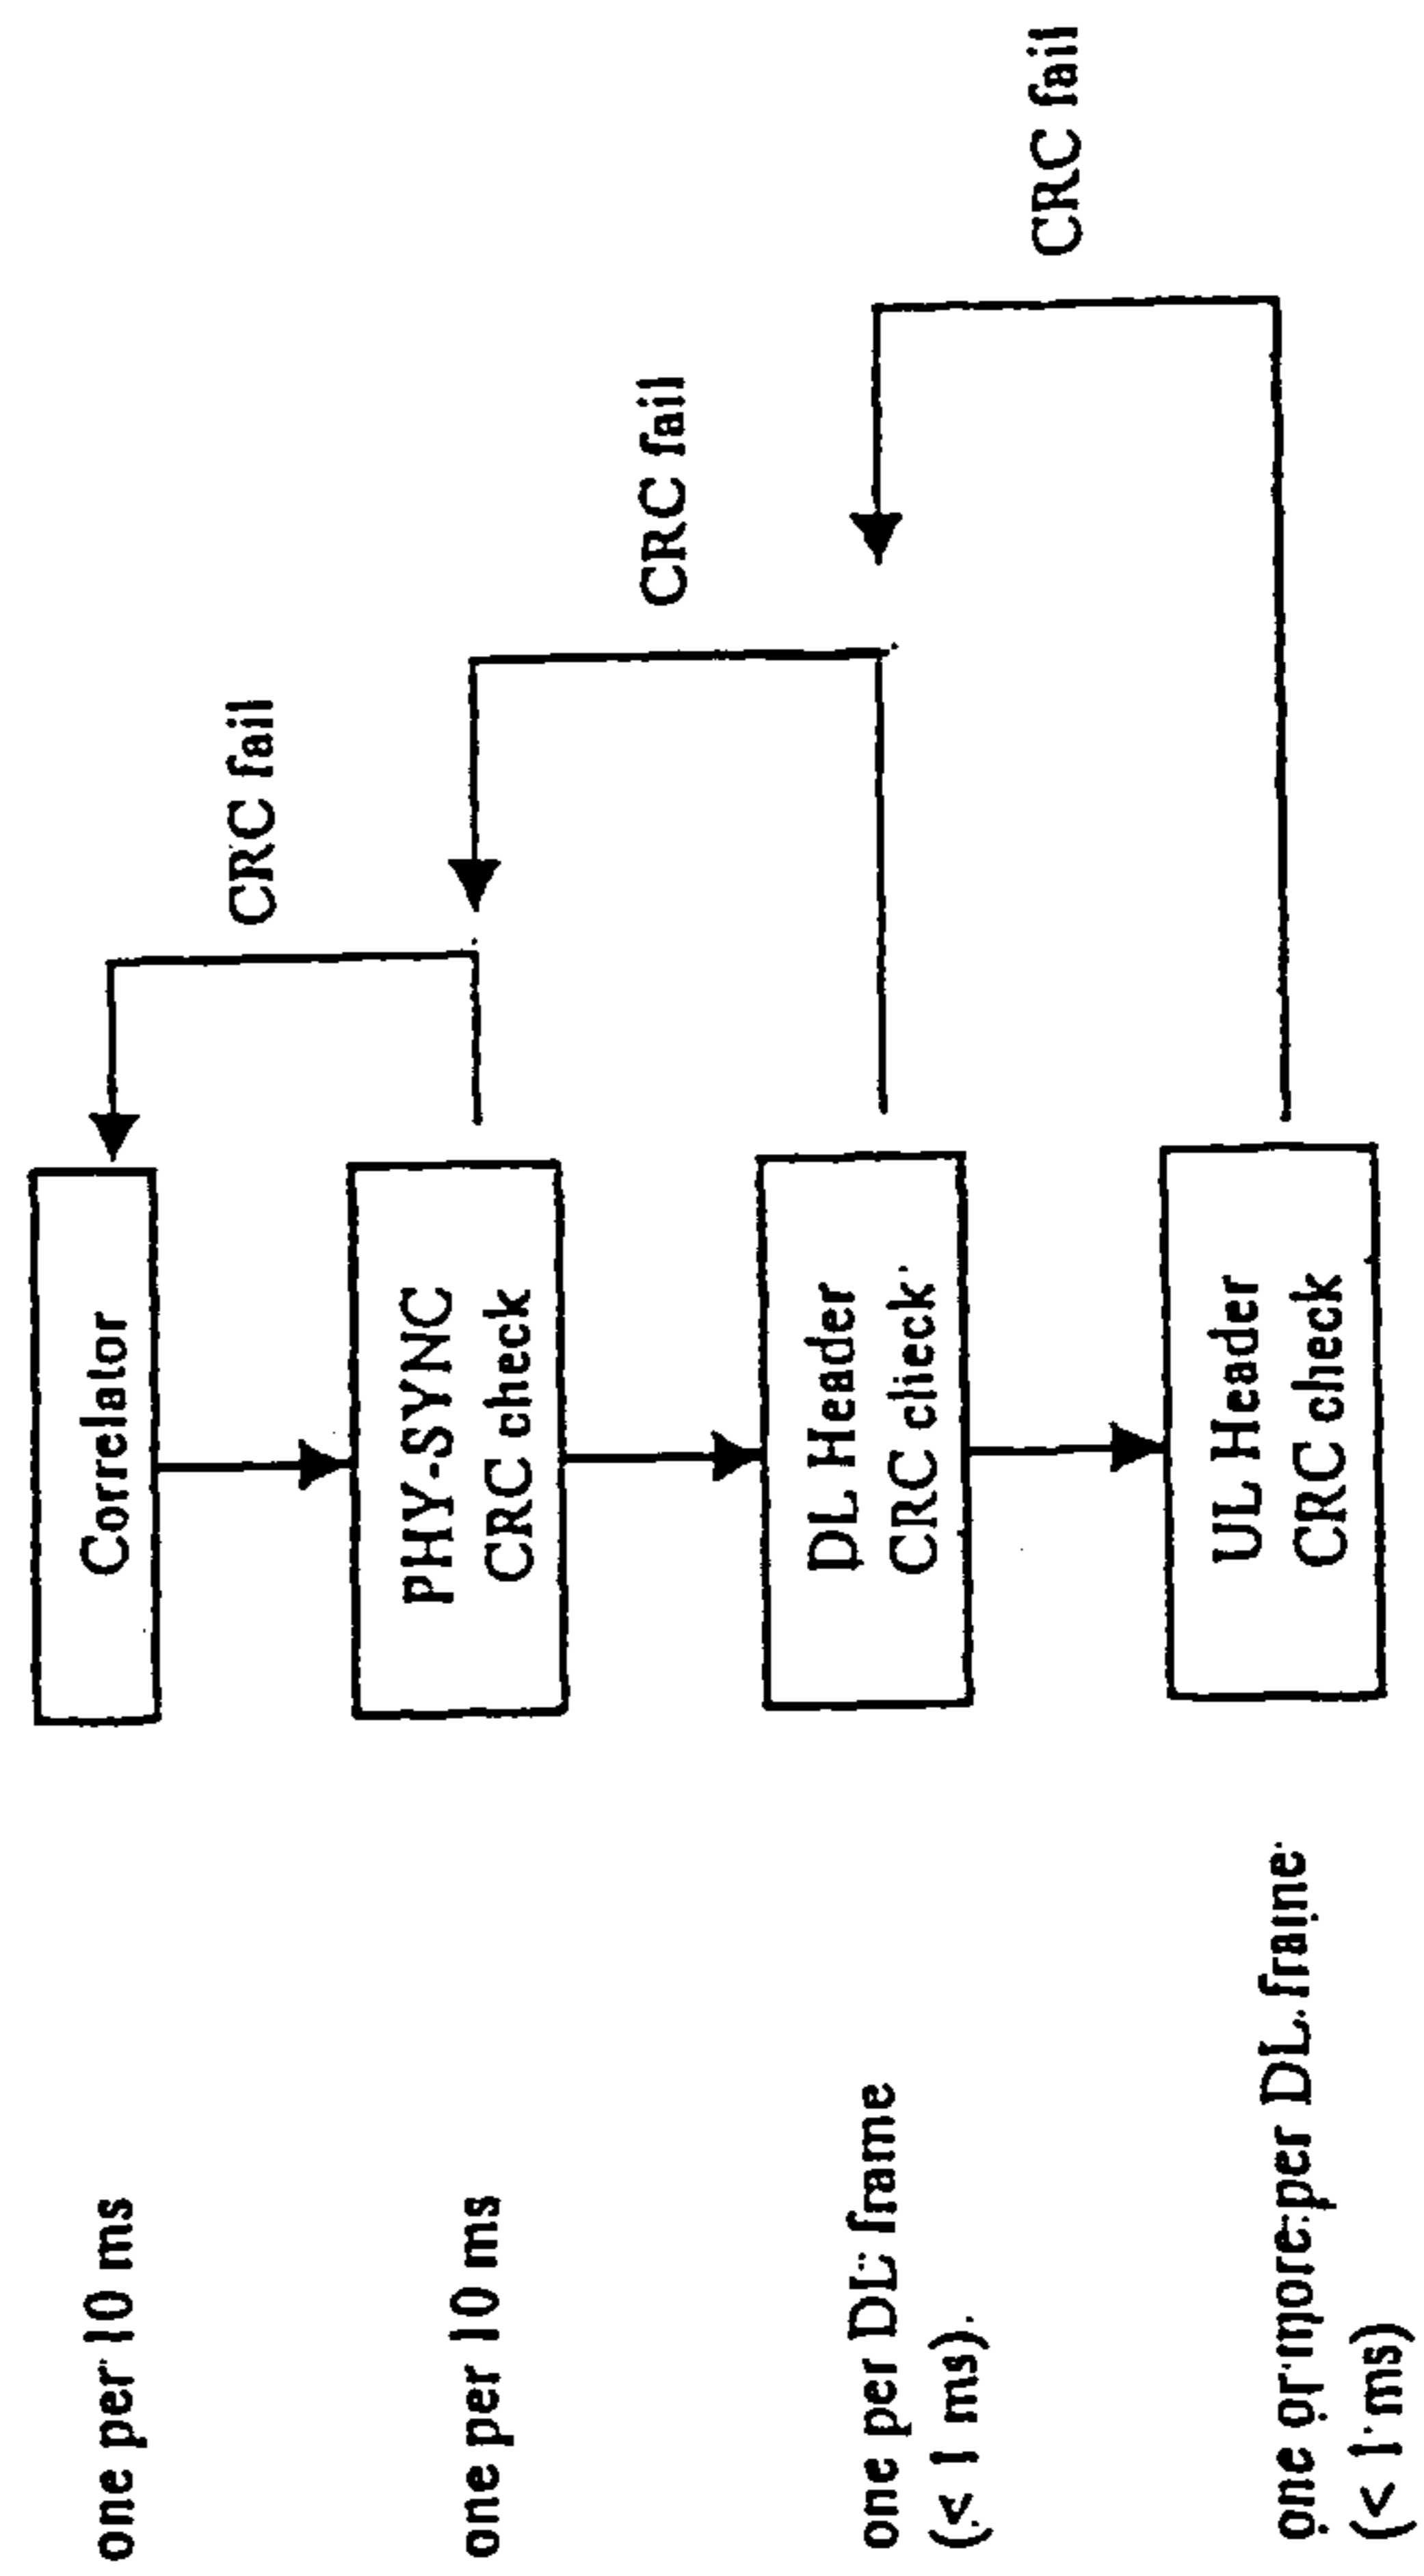 one per 10 ms
Correlator
CRC fail
one per 10 ms
PHY-SYNC
CRC check
CRC fail
one per DL frame
(< 1 ms).
DL Header
CRC check
CRC fail
one or more per DL frame
(< 1 ms)
UL Header
CRC check